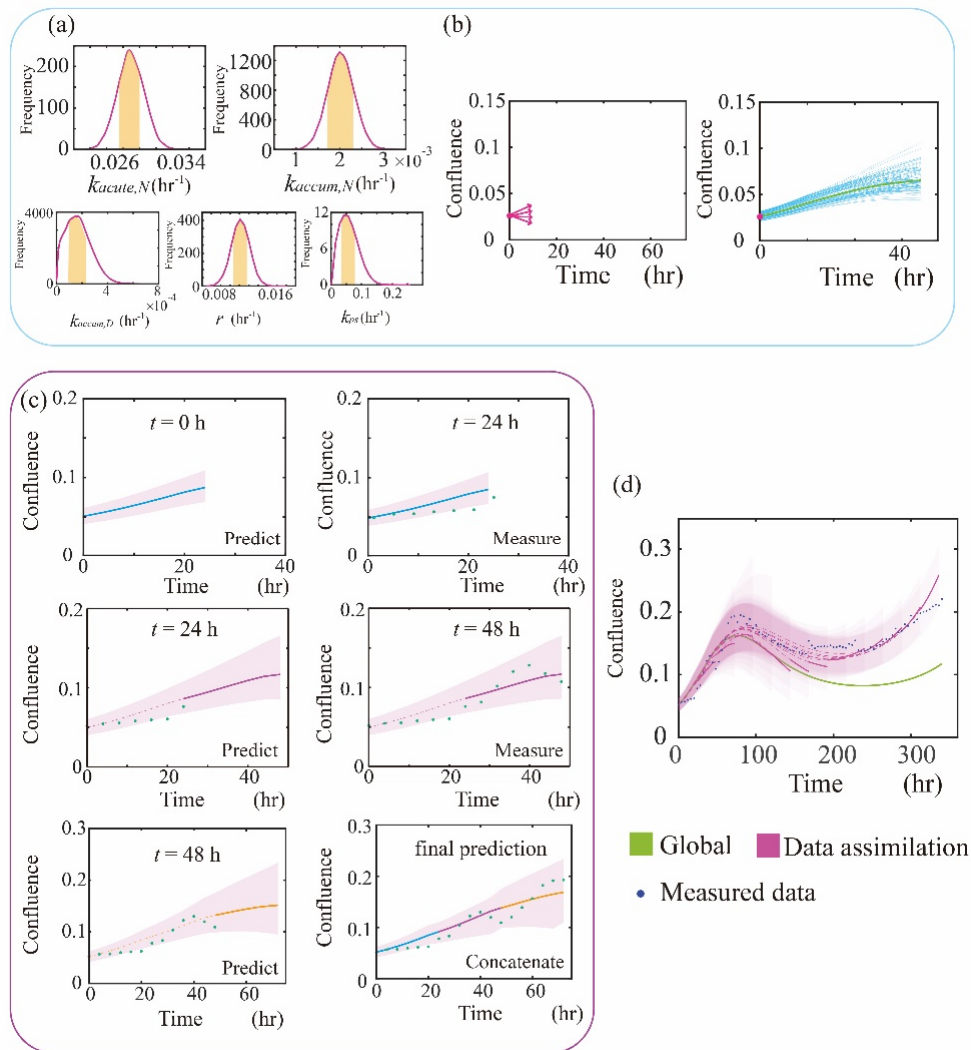 (a)
Frequency
200
100
0
0.026
0.034
k_acute,N (hr⁻¹)
Frequency
1200
800
400
0
1
2
3
×10⁻³
k_accum,N (hr⁻¹)
Frequency
4000
0
0
4
8
×10⁻⁴
k_accum,D (hr⁻¹)
Frequency
400
200
0
0.008
0.016
r (hr⁻¹)
Frequency
12
6
0
0
0.1
0.2
(hr⁻¹)
(b)
Confluence
0.15
0.1
0.05
0
0
20
40
60
Time (hr)
Confluence
0.15
0.1
0.05
0
0
40
Time (hr)
(c)
Confluence
0.2
0.1
0
t = 0 h
Predict
0
20
40
Time (hr)
Confluence
0.2
0.1
0
t = 24 h
Measure
0
20
40
Time (hr)
Confluence
0.2
0.1
0
t = 24 h
Predict
0
20
40
Time (hr)
Confluence
0.2
0.1
0
t = 48 h
Measure
0
20
40
Time (hr)
Confluence
0.3
0.2
0.1
0
t = 48 h
Predict
0
20
40
60
Time (hr)
Confluence
0.3
0.2
0.1
0
final prediction
Concatenate
0
20
40
60
Time (hr)
(d)
Confluence
0.3
0.2
0.1
0
0
100
200
300
Time (hr)
Global
Data assimilation
Measured data